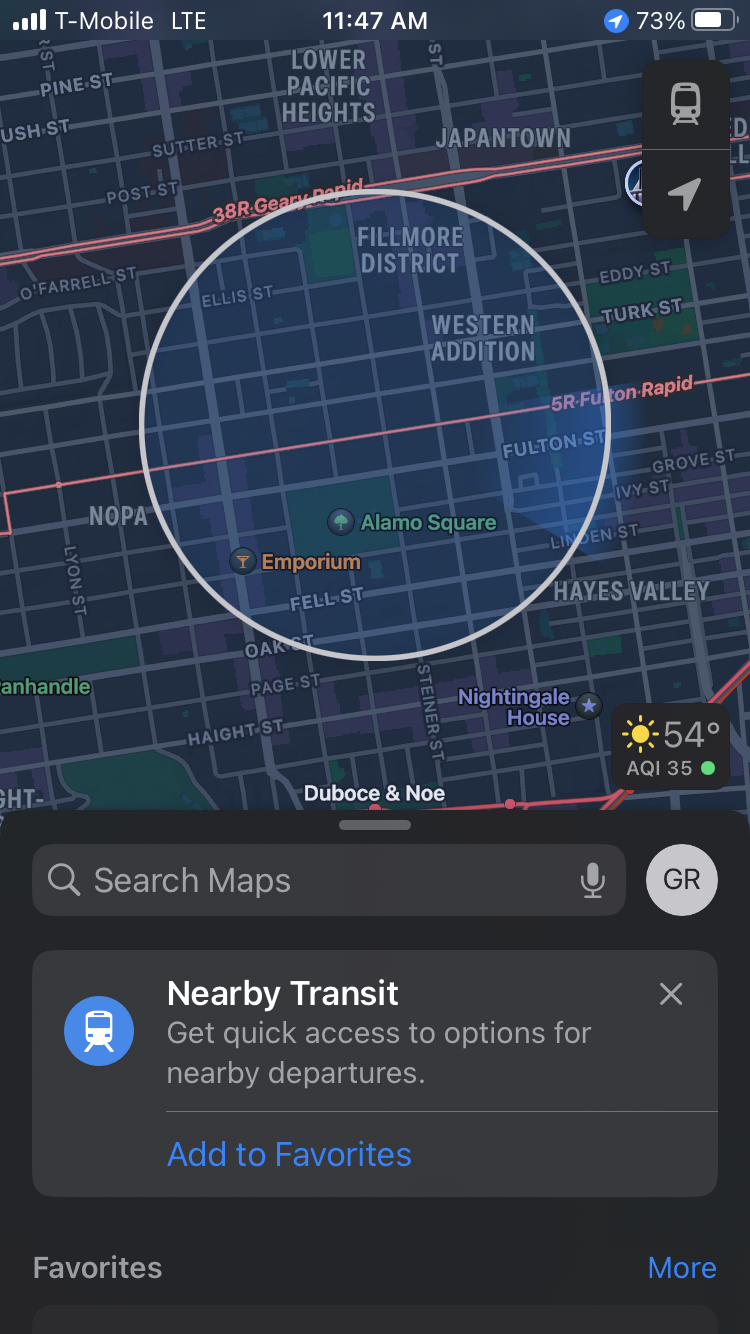 T-Mobile LTE 11:47 AM 73%
LOWER
PACIFIC
HEIGHTS
PINE ST
USH ST
SUTTER ST
JAPANTOWN
POST ST
38R Geary Rapid
FILLMORE
DISTRICT
O'FARRELL ST
ELLIS ST
EDDY ST
TURK ST
WESTERN
ADDITION
5R Fulton Rapid
FULTON ST
GROVE ST
IVY ST
NOPA
Alamo Square
LINDEN ST
LYON ST
Emporium
FELL ST
HAYES VALLEY
OAK ST
anhandle
PAGE ST
STEINER ST
Nightingale
House
HAIGHT ST
54°
AQI 35
GHT-
Duboce & Noe
Search Maps
GR
Nearby Transit
Get quick access to options for
nearby departures.
Add to Favorites
Favorites More